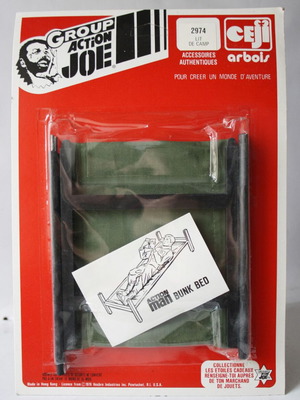 GROUP
ACTION
JOE
2974
LIT
DE CAMP
ACCESSOIRES
AUTHENTIQUES
CEJI
arbois
POUR CREER UN MONDE D'AVENTURE
ACTION
man BUNK BED
COLLECTIONNE
LES ETOILES CADEAUX
RENSEIGNE-TOI AUPRES
DE TON MARCHAND
DE JOUETS.
Made in Hong Kong